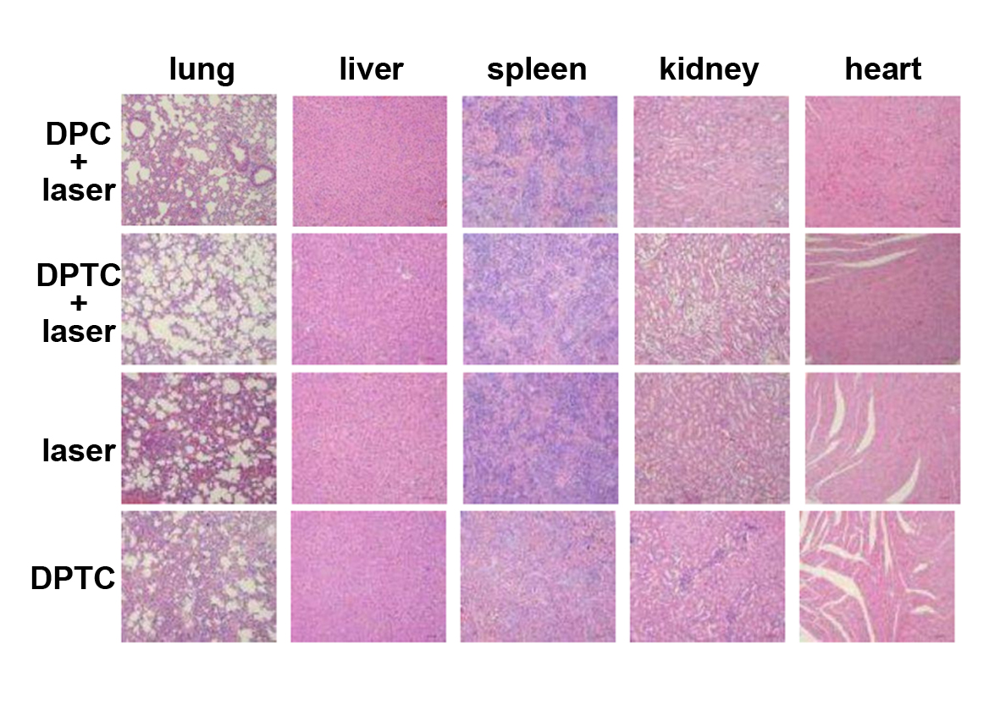 lung liver spleen kidney heart
DPC
+
laser
DPTC
+
laser
laser
DPTC